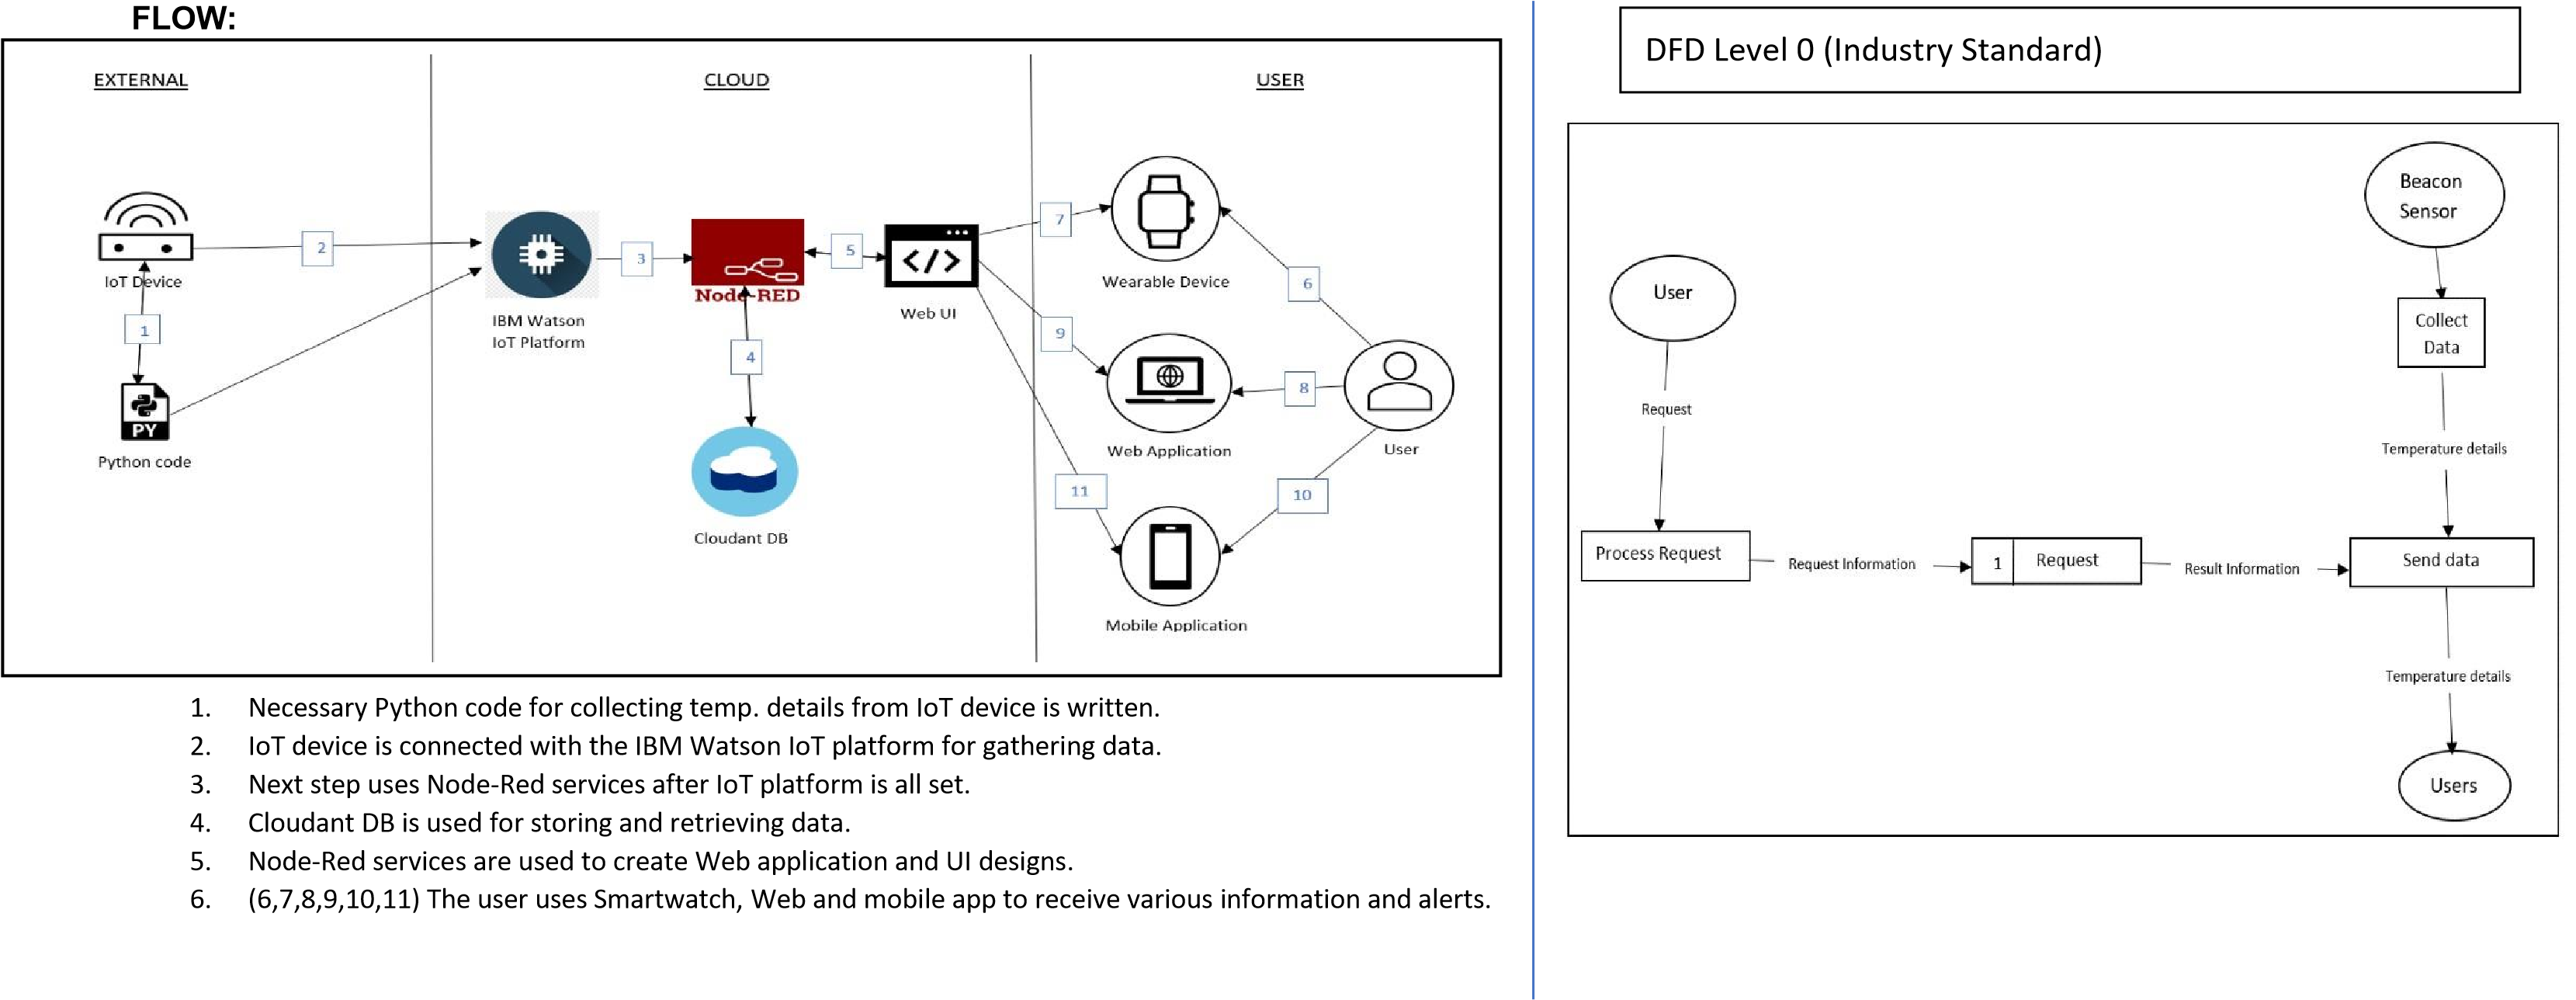 FLOW:
EXTERNAL
CLOUD
USER
IoT Device
1
PY
Python code
2
IBM Watson
IoT Platform
3
Node-RED
4
Cloudant DB
5
</>
Web UI
7
9
11
Wearable Device
Web Application
Mobile Application
6
8
10
User
1. Necessary Python code for collecting temp. details from IoT device is written.
2. IoT device is connected with the IBM Watson IoT platform for gathering data.
3. Next step uses Node-Red services after IoT platform is all set.
4. Cloudant DB is used for storing and retrieving data.
5. Node-Red services are used to create Web application and UI designs.
6. (6,7,8,9,10,11) The user uses Smartwatch, Web and mobile app to receive various information and alerts.
DFD Level 0 (Industry Standard)
User
Request
Process Request
Request Information
1 Request
Result Information
Beacon
Sensor
Collect
Data
Temperature details
Send data
Temperature details
Users